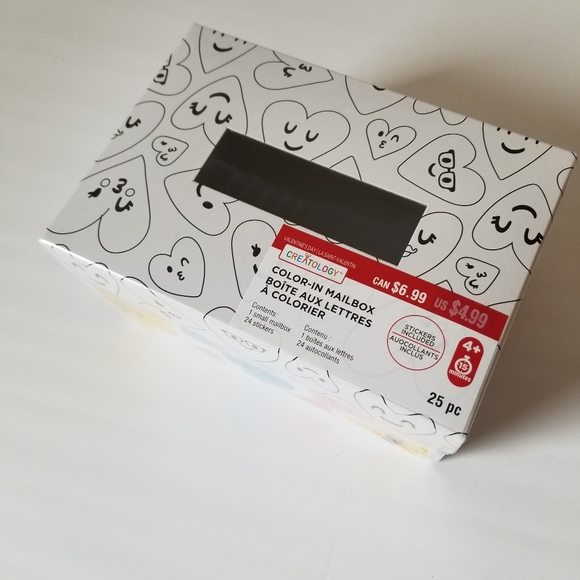 VALENTINE'S DAY / LA SAINT-VALENTIN
CREATOLOGY™
CAN $6.99 US $4.99
COLOR-IN MAILBOX
BOÎTE AUX LETTRES
À COLORIER
Contents:
1 small mailbox
24 stickers
Contenu :
1 boîtes aux lettres
24 autocollants
STICKERS
INCLUDED
AUOCOLLANTS
INCLUS
4+
15
minutes
25 pc